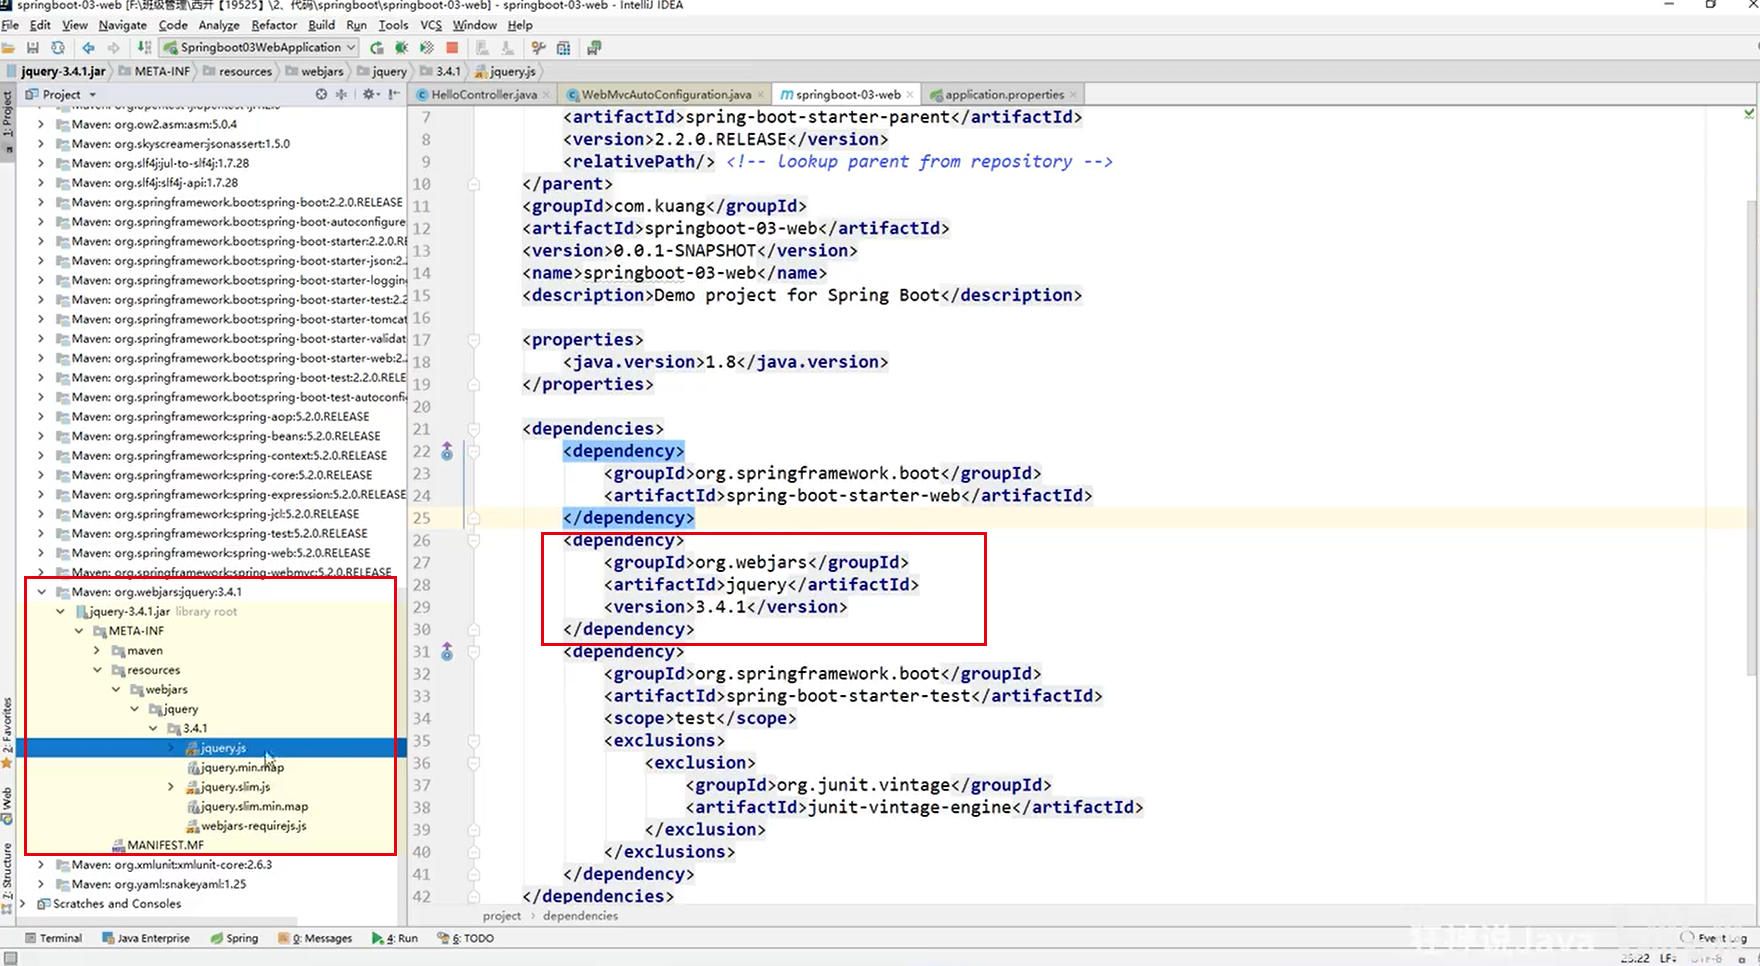 springboot-03-web [F:\班级管理\西开【19525】\2、代码\springboot\springboot-03-web] - springboot-03-web - IntelliJ IDEA
File Edit View Navigate Code Analyze Refactor Build Run Tools VCS Window Help
Springboot03WebApplication
jquery-3.4.1.jar META-INF resources webjars jquery 3.4.1 jquery.js
Project
HelloController.java WebMvcAutoConfiguration.java springboot-03-web application.properties
1: Project
2: Favorites
Web
7: Structure
Maven: org.ow2.asm:asm:5.0.4
Maven: org.skyscreamer:jsonassert:1.5.0
Maven: org.slf4j:jul-to-slf4j:1.7.28
Maven: org.slf4j:slf4j-api:1.7.28
Maven: org.springframework.boot:spring-boot:2.2.0.RELEASE
Maven: org.springframework.boot:spring-boot-autoconfigure
Maven: org.springframework.boot:spring-boot-starter:2.2.0.RE
Maven: org.springframework.boot:spring-boot-starter-json:2.2
Maven: org.springframework.boot:spring-boot-starter-logging
Maven: org.springframework.boot:spring-boot-starter-test:2.2
Maven: org.springframework.boot:spring-boot-starter-tomcat
Maven: org.springframework.boot:spring-boot-starter-validat
Maven: org.springframework.boot:spring-boot-starter-web:2.
Maven: org.springframework.boot:spring-boot-test:2.2.0.RELE
Maven: org.springframework.boot:spring-boot-test-autoconfi
Maven: org.springframework:spring-aop:5.2.0.RELEASE
Maven: org.springframework:spring-beans:5.2.0.RELEASE
Maven: org.springframework:spring-context:5.2.0.RELEASE
Maven: org.springframework:spring-core:5.2.0.RELEASE
Maven: org.springframework:spring-expression:5.2.0.RELEASE
Maven: org.springframework:spring-jcl:5.2.0.RELEASE
Maven: org.springframework:spring-test:5.2.0.RELEASE
Maven: org.springframework:spring-web:5.2.0.RELEASE
Maven: org.springframework:spring-webmvc:5.2.0.RELEASE
Maven: org.webjars:jquery:3.4.1
jquery-3.4.1.jar library root
META-INF
maven
resources
webjars
jquery
3.4.1
jquery.js
jquery.min.map
jquery.slim.js
jquery.slim.min.map
webjars-requirejs.js
MANIFEST.MF
Maven: org.xmlunit:xmlunit-core:2.6.3
Maven: org.yaml:snakeyaml:1.25
Scratches and Consoles
7 <artifactId>spring-boot-starter-parent</artifactId>
8 <version>2.2.0.RELEASE</version>
9 <relativePath/> <!-- lookup parent from repository -->
10 </parent>
11 <groupId>com.kuang</groupId>
12 <artifactId>springboot-03-web</artifactId>
13 <version>0.0.1-SNAPSHOT</version>
14 <name>springboot-03-web</name>
15 <description>Demo project for Spring Boot</description>
16
17 <properties>
18 <java.version>1.8</java.version>
19 </properties>
20
21 <dependencies>
22 <dependency>
23 <groupId>org.springframework.boot</groupId>
24 <artifactId>spring-boot-starter-web</artifactId>
25 </dependency>
26 <dependency>
27 <groupId>org.webjars</groupId>
28 <artifactId>jquery</artifactId>
29 <version>3.4.1</version>
30 </dependency>
31 <dependency>
32 <groupId>org.springframework.boot</groupId>
33 <artifactId>spring-boot-starter-test</artifactId>
34 <scope>test</scope>
35 <exclusions>
36 <exclusion>
37 <groupId>org.junit.vintage</groupId>
38 <artifactId>junit-vintage-engine</artifactId>
39 </exclusion>
40 </exclusions>
41 </dependency>
42 </dependencies>
project › dependencies
Terminal Java Enterprise Spring 0: Messages 4: Run 6: TODO Event Log
25:22